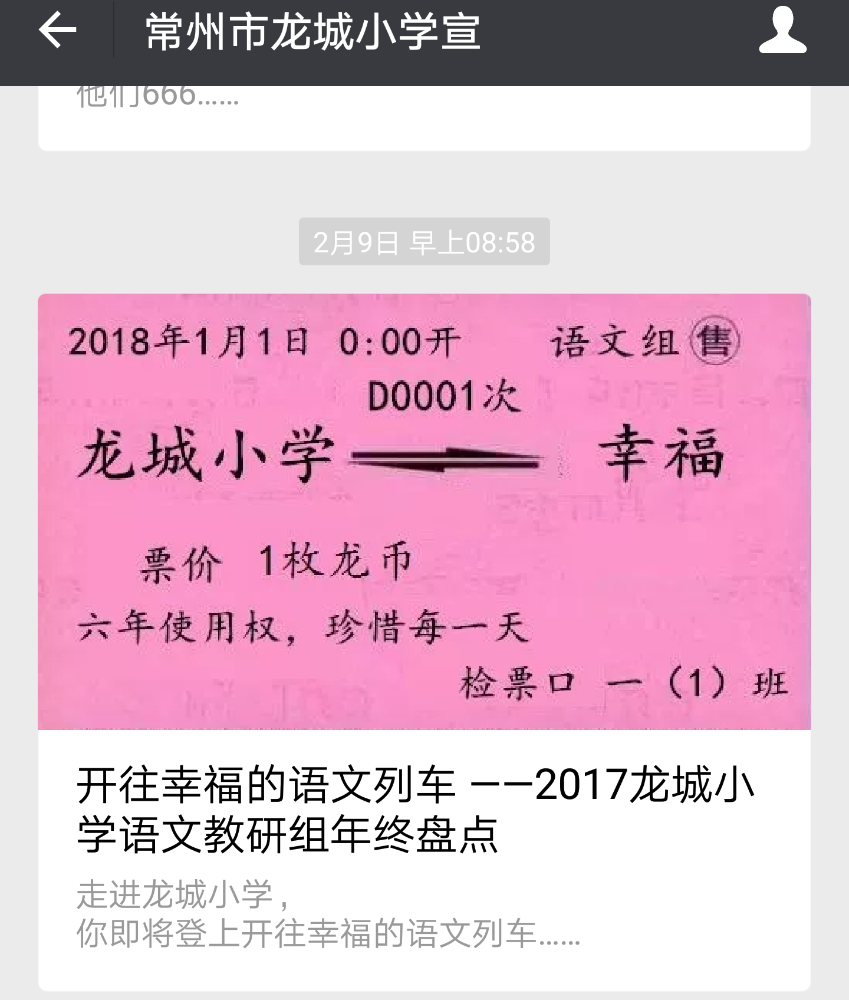 常州市龙城小学宣
他们666……
2月9日 早上08:58
2018年1月1日 0:00开 语文组 售
D0001次
龙城小学 幸福
票价 1枚龙币
六年使用权，珍惜每一天
检票口 一（1）班
开往幸福的语文列车 ——2017龙城小
学语文教研组年终盘点
走进龙城小学，
你即将登上开往幸福的语文列车……